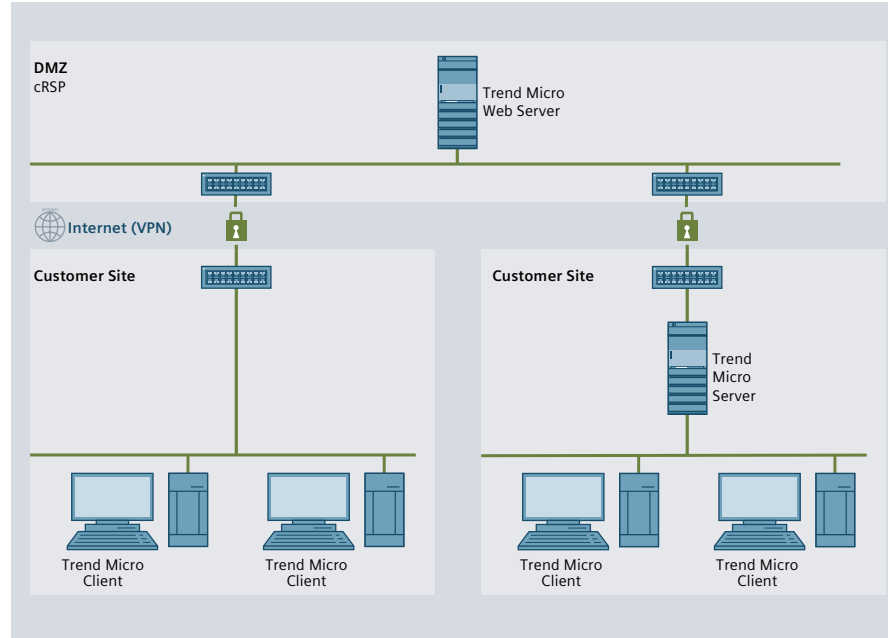 DMZ
cRSP
Trend Micro
Web Server
Internet (VPN)
Customer Site
Customer Site
Trend
Micro
Server
Trend Micro
Client
Trend Micro
Client
Trend Micro
Client
Trend Micro
Client